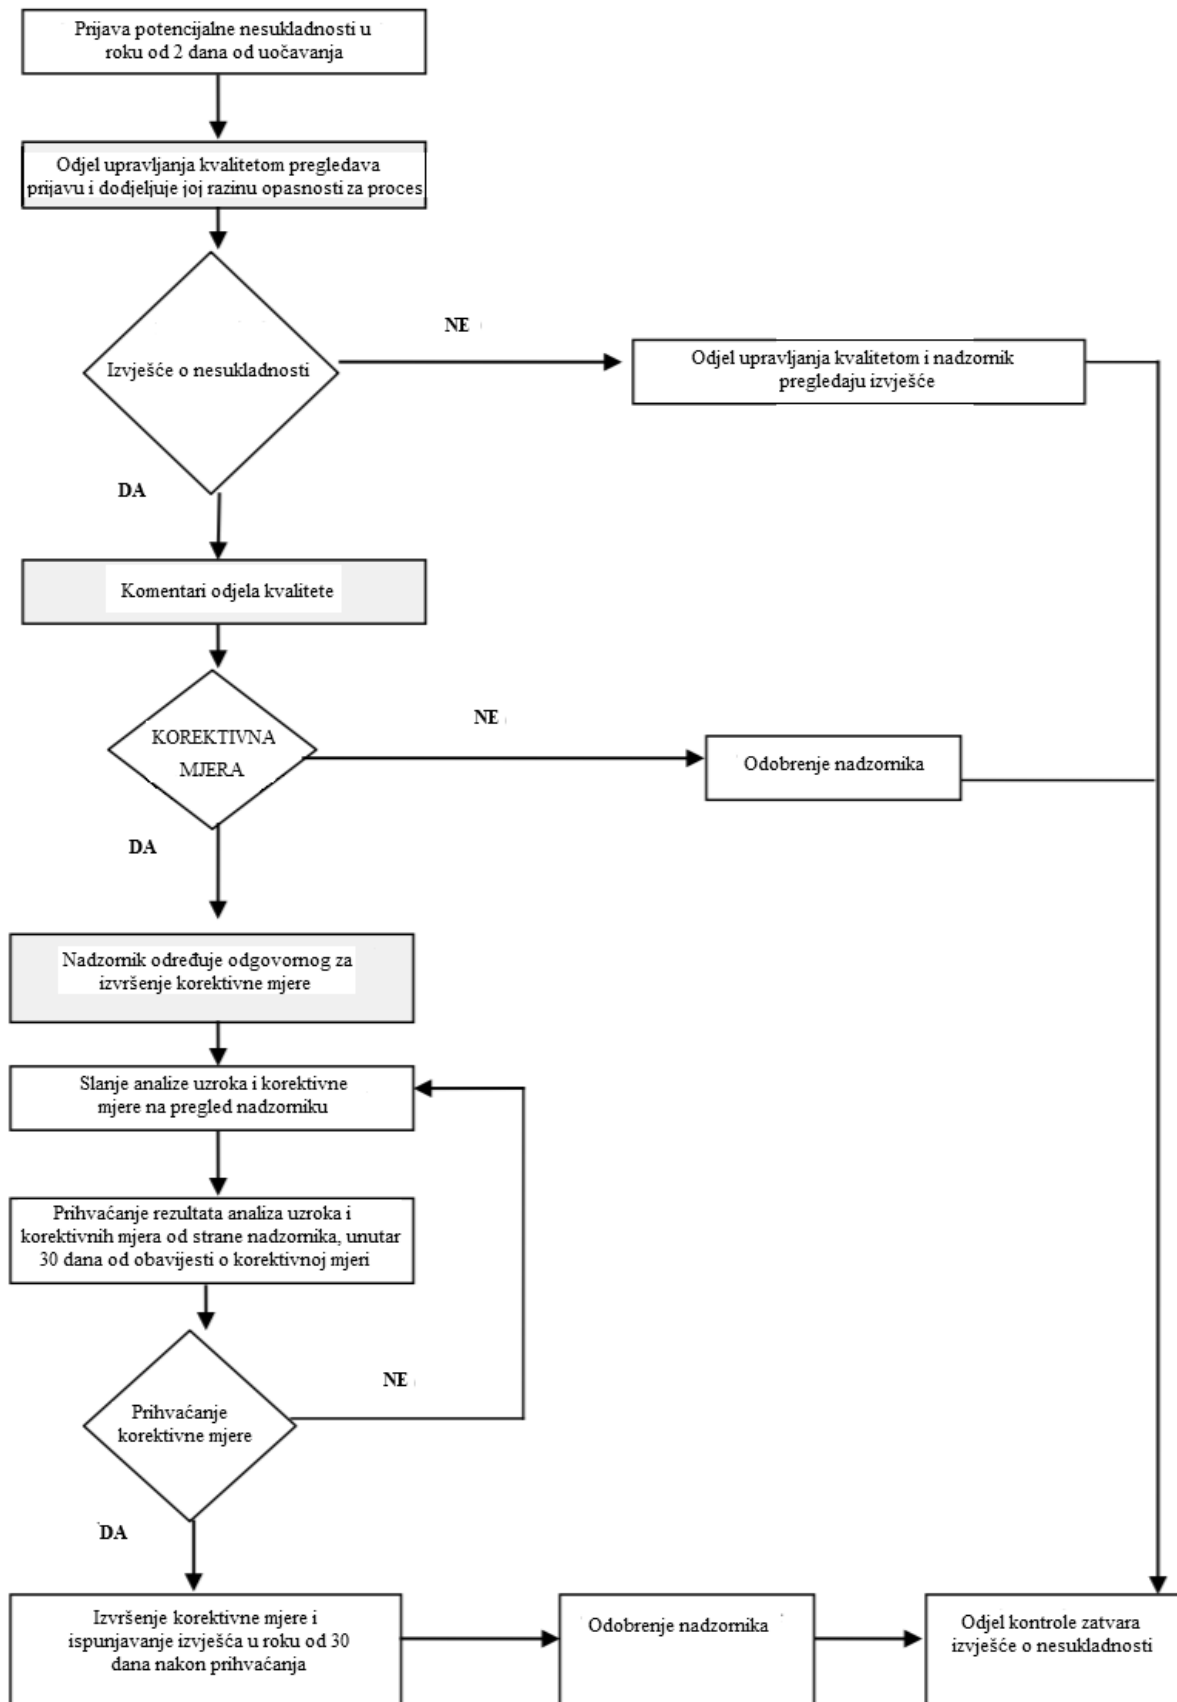 Prijava potencijalne nesukladnosti u
roku od 2 dana od uočavanja
Odjel upravljanja kvalitetom pregledava
prijavu i dodjeljuje joj razinu opasnosti za proces
Izvješće o nesukladnosti
NE
Odjel upravljanja kvalitetom i nadzornik
pregledaju izvješće
DA
Komentari odjela kvalitete
KOREKTIVNA
MJERA
NE
Odobrenje nadzornika
DA
Nadzornik određuje odgovornog za
izvršenje korektivne mjere
Slanje analize uzroka i korektivne
mjere na pregled nadzorniku
Prihvaćanje rezultata analiza uzroka i
korektivnih mjera od strane nadzornika, unutar
30 dana od obavijesti o korektivnoj mjeri
NE
Prihvaćanje
korektivne mjere
DA
Izvršenje korektivne mjere i
ispunjavanje izvješća u roku od 30
dana nakon prihvaćanja
Odobrenje nadzornika
Odjel kontrole zatvara
izvješće o nesukladnosti